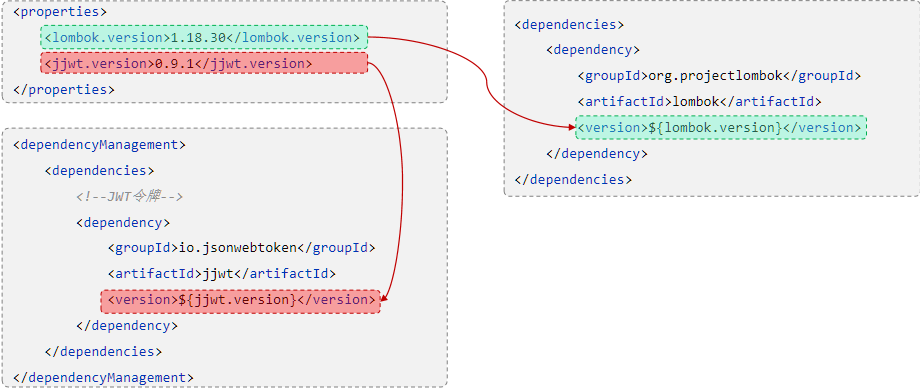 <properties>
<lombok.version>1.18.30</lombok.version>
<jjwt.version>0.9.1</jjwt.version>
</properties>
<dependencyManagement>
<dependencies>
<!--JWT令牌-->
<dependency>
<groupId>io.jsonwebtoken</groupId>
<artifactId>jjwt</artifactId>
<version>${jjwt.version}</version>
</dependency>
</dependencies>
</dependencyManagement>
<dependencies>
<dependency>
<groupId>org.projectlombok</groupId>
<artifactId>lombok</artifactId>
<version>${lombok.version}</version>
</dependency>
</dependencies>